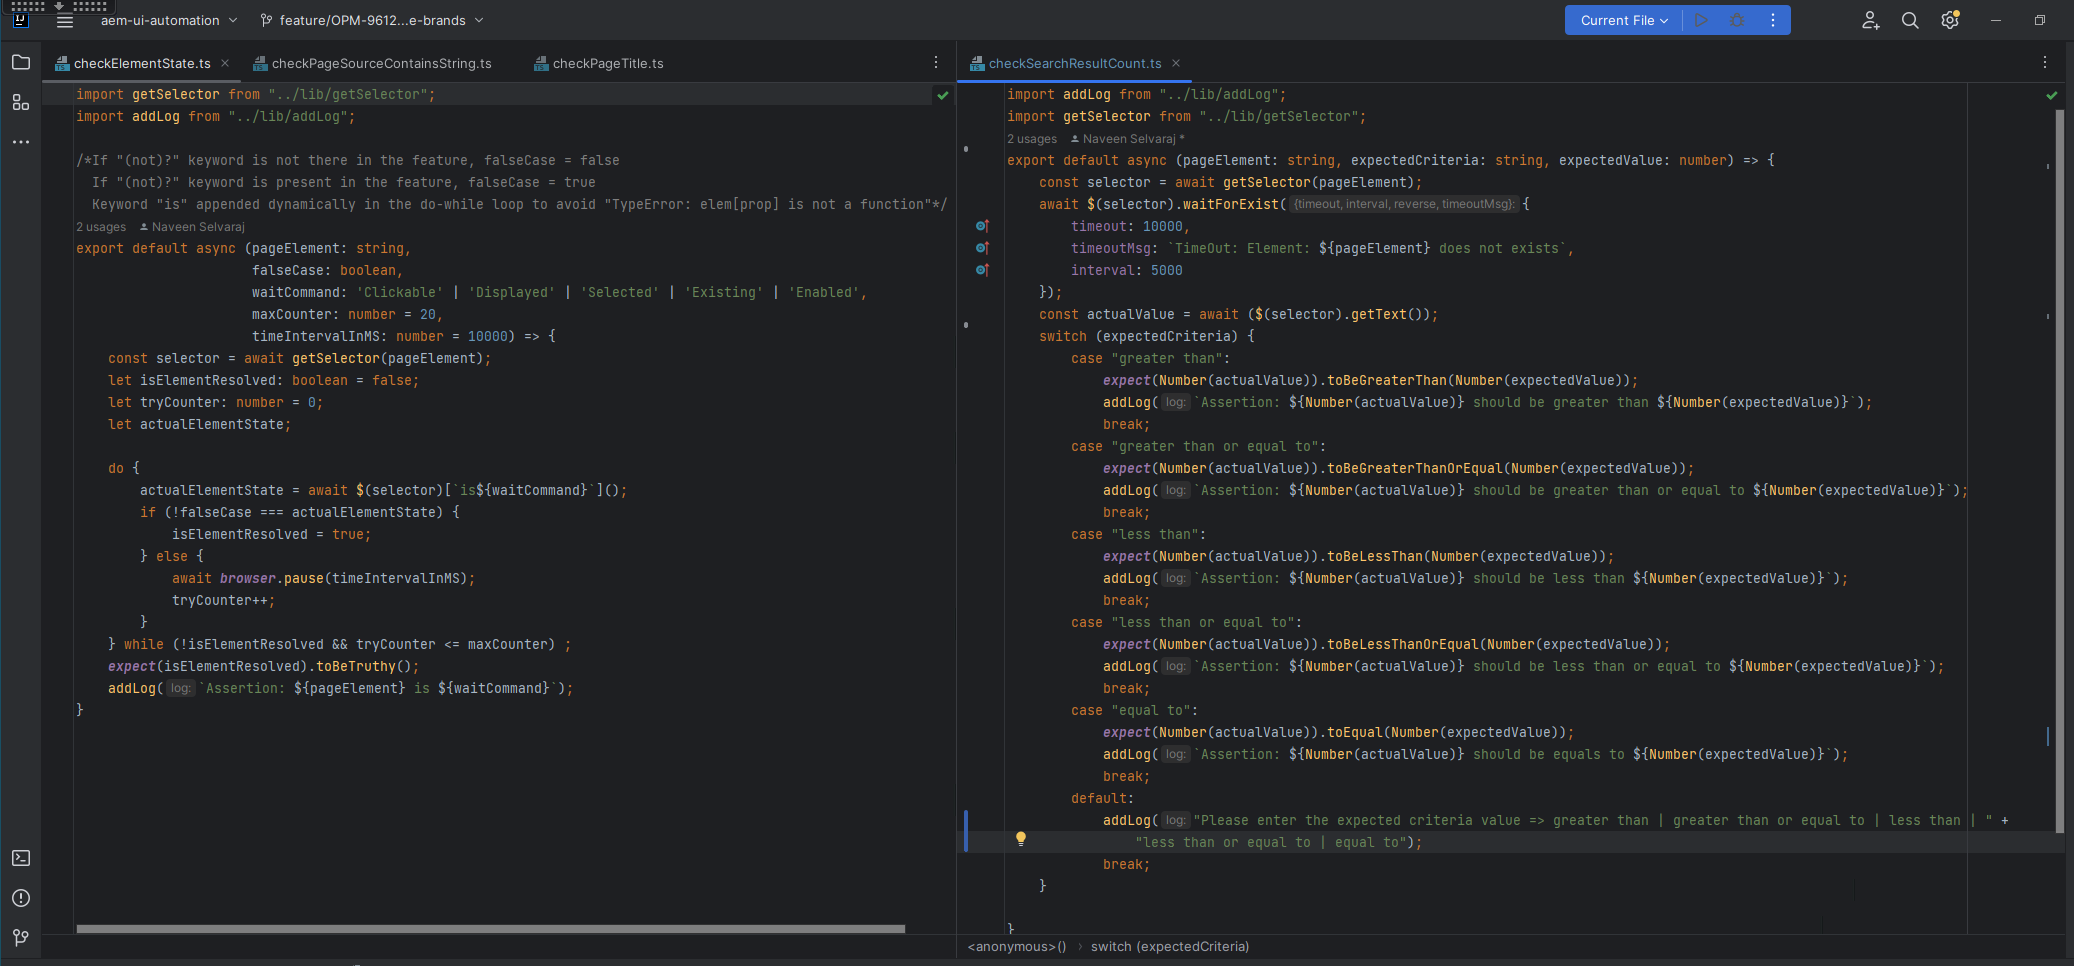 aem-ui-automation feature/OPM-9612...e-brands Current File
checkElementState.ts checkPageSourceContainsString.ts checkPageTitle.ts
import getSelector from "../lib/getSelector";
import addLog from "../lib/addLog";
/*If "(not)?" keyword is not there in the feature, falseCase = false
If "(not)?" keyword is present in the feature, falseCase = true
Keyword "is" appended dynamically in the do-while loop to avoid "TypeError: elem[prop] is not a function"*/
2 usages Naveen Selvaraj
export default async (pageElement: string,
falseCase: boolean,
waitCommand: 'Clickable' | 'Displayed' | 'Selected' | 'Existing' | 'Enabled',
maxCounter: number = 20,
timeIntervalInMS: number = 10000) => {
const selector = await getSelector(pageElement);
let isElementResolved: boolean = false;
let tryCounter: number = 0;
let actualElementState;
do {
actualElementState = await $(selector)[`is${waitCommand}`]();
if (!falseCase === actualElementState) {
isElementResolved = true;
} else {
await browser.pause(timeIntervalInMS);
tryCounter++;
}
} while (!isElementResolved && tryCounter <= maxCounter) ;
expect(isElementResolved).toBeTruthy();
addLog( log: `Assertion: ${pageElement} is ${waitCommand}`);
}
checkSearchResultCount.ts
import addLog from "../lib/addLog";
import getSelector from "../lib/getSelector";
2 usages Naveen Selvaraj *
export default async (pageElement: string, expectedCriteria: string, expectedValue: number) => {
const selector = await getSelector(pageElement);
await $(selector).waitForExist( {timeout, interval, reverse, timeoutMsg}: {
timeout: 10000,
timeoutMsg: `TimeOut: Element: ${pageElement} does not exists`,
interval: 5000
});
const actualValue = await ($(selector).getText());
switch (expectedCriteria) {
case "greater than":
expect(Number(actualValue)).toBeGreaterThan(Number(expectedValue));
addLog( log: `Assertion: ${Number(actualValue)} should be greater than ${Number(expectedValue)}`);
break;
case "greater than or equal to":
expect(Number(actualValue)).toBeGreaterThanOrEqual(Number(expectedValue));
addLog( log: `Assertion: ${Number(actualValue)} should be greater than or equal to ${Number(expectedValue)}`);
break;
case "less than":
expect(Number(actualValue)).toBeLessThan(Number(expectedValue));
addLog( log: `Assertion: ${Number(actualValue)} should be less than ${Number(expectedValue)}`);
break;
case "less than or equal to":
expect(Number(actualValue)).toBeLessThanOrEqual(Number(expectedValue));
addLog( log: `Assertion: ${Number(actualValue)} should be less than or equal to ${Number(expectedValue)}`);
break;
case "equal to":
expect(Number(actualValue)).toEqual(Number(expectedValue));
addLog( log: `Assertion: ${Number(actualValue)} should be equals to ${Number(expectedValue)}`);
break;
default:
addLog( log: "Please enter the expected criteria value => greater than | greater than or equal to | less than | " +
"less than or equal to | equal to");
break;
}
}
<anonymous>() › switch (expectedCriteria)